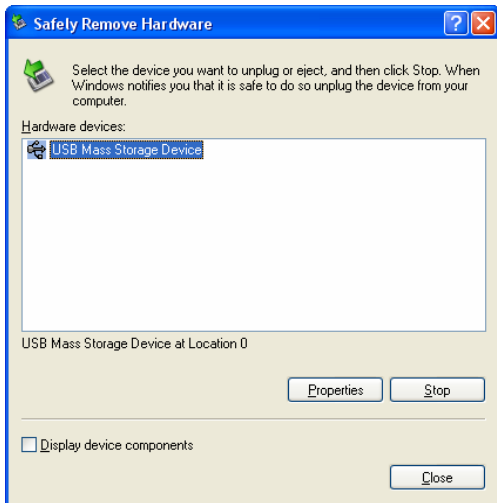 Safely Remove Hardware
Select the device you want to unplug or eject, and then click Stop. When
Windows notifies you that it is safe to do so unplug the device from your
computer.
Hardware devices:
USB Mass Storage Device
USB Mass Storage Device at Location 0
Properties Stop
Display device components
Close